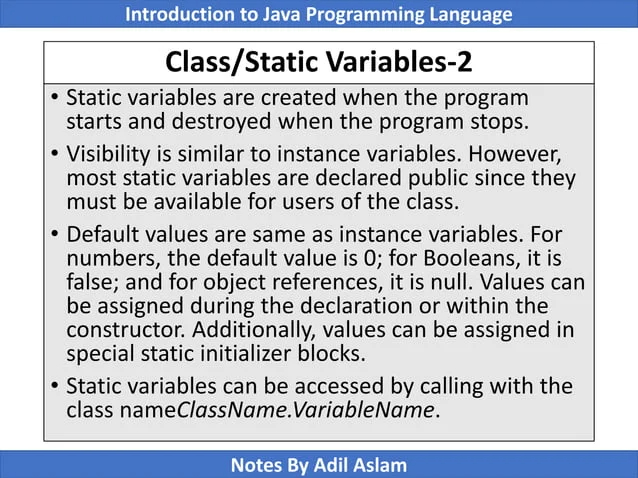 Introduction to Java Programming Language
Class/Static Variables-2
• Static variables are created when the program
starts and destroyed when the program stops.
• Visibility is similar to instance variables. However,
most static variables are declared public since they
must be available for users of the class.
• Default values are same as instance variables. For
numbers, the default value is 0; for Booleans, it is
false; and for object references, it is null. Values can
be assigned during the declaration or within the
constructor. Additionally, values can be assigned in
special static initializer blocks.
• Static variables can be accessed by calling with the
class nameClassName.VariableName.
Notes By Adil Aslam